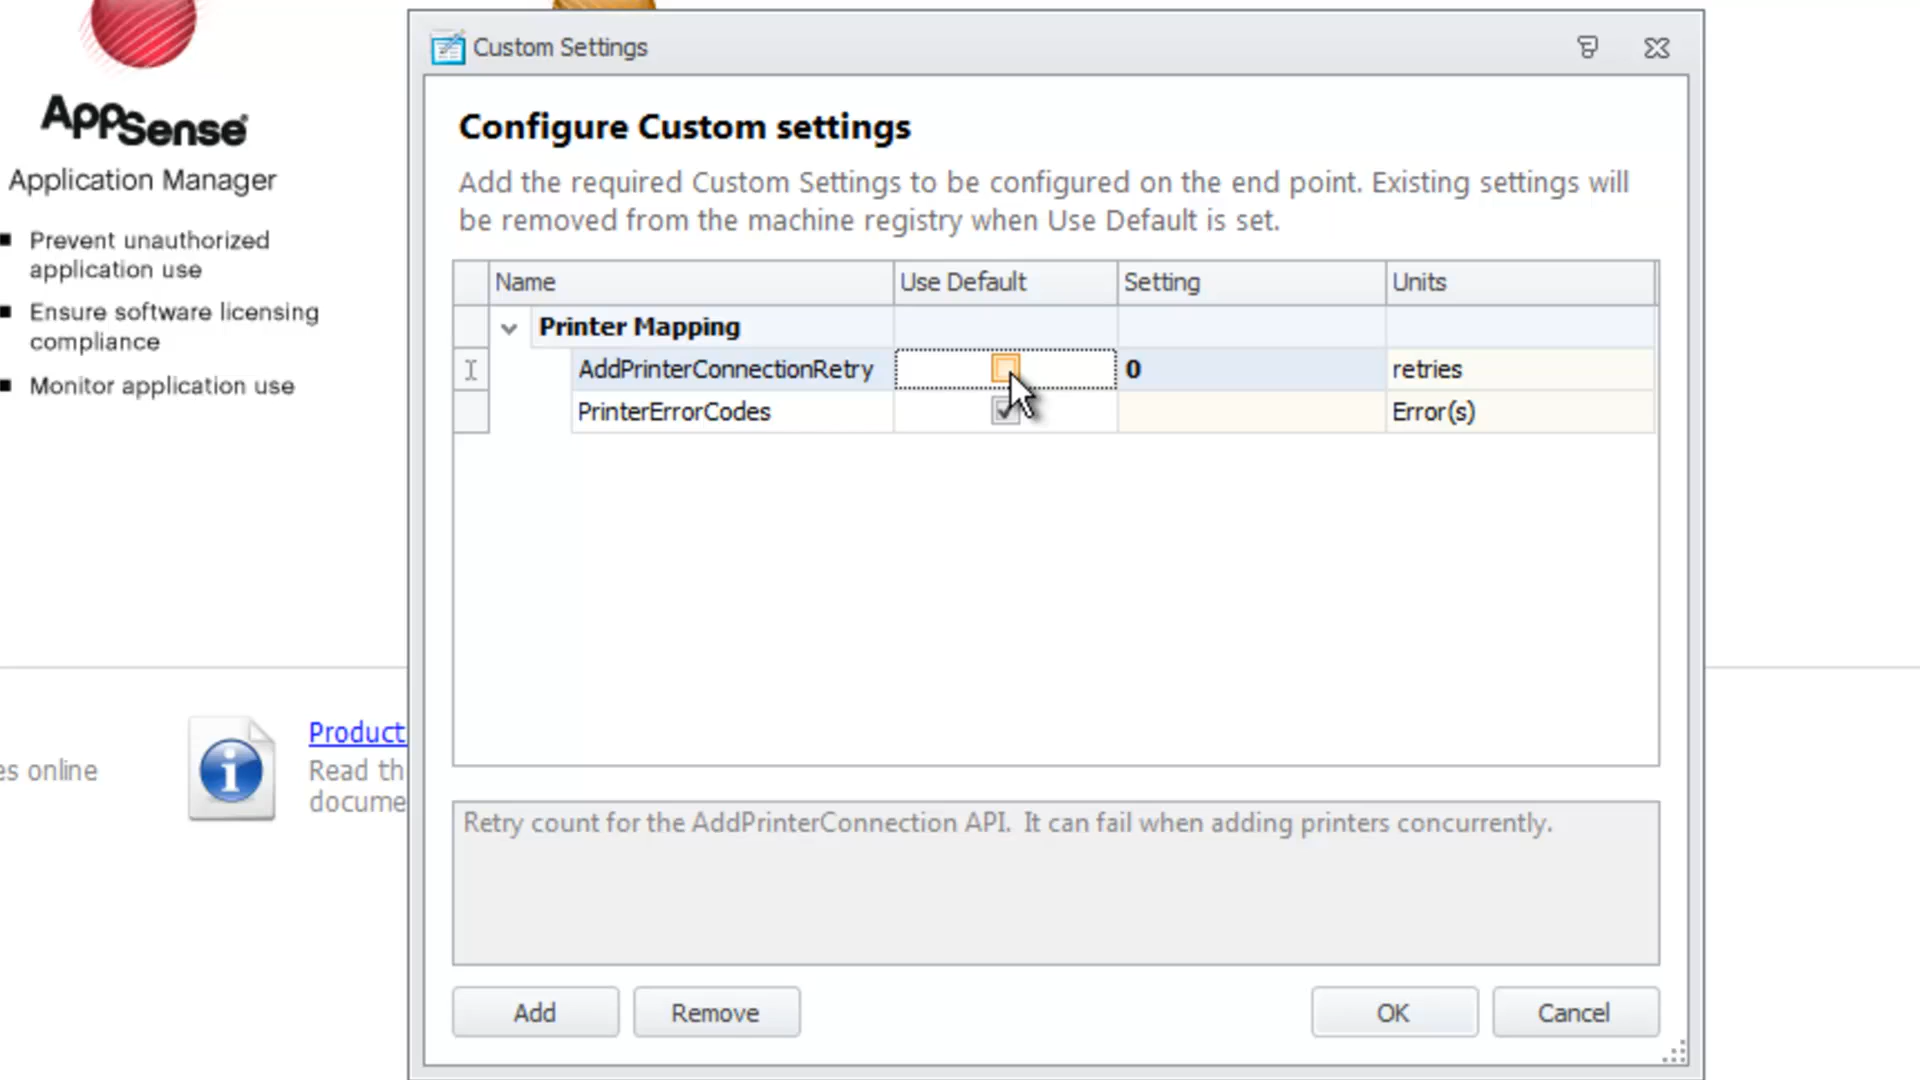 AppSense
Application Manager
Prevent unauthorized
application use
Ensure software licensing
compliance
Monitor application use
es online
Product
Read th
docume
Custom Settings
Configure Custom settings
Add the required Custom Settings to be configured on the end point. Existing settings will
be removed from the machine registry when Use Default is set.
Name Use Default Setting Units
Printer Mapping
AddPrinterConnectionRetry 0 retries
PrinterErrorCodes Error(s)
Retry count for the AddPrinterConnection API. It can fail when adding printers concurrently.
Add Remove OK Cancel